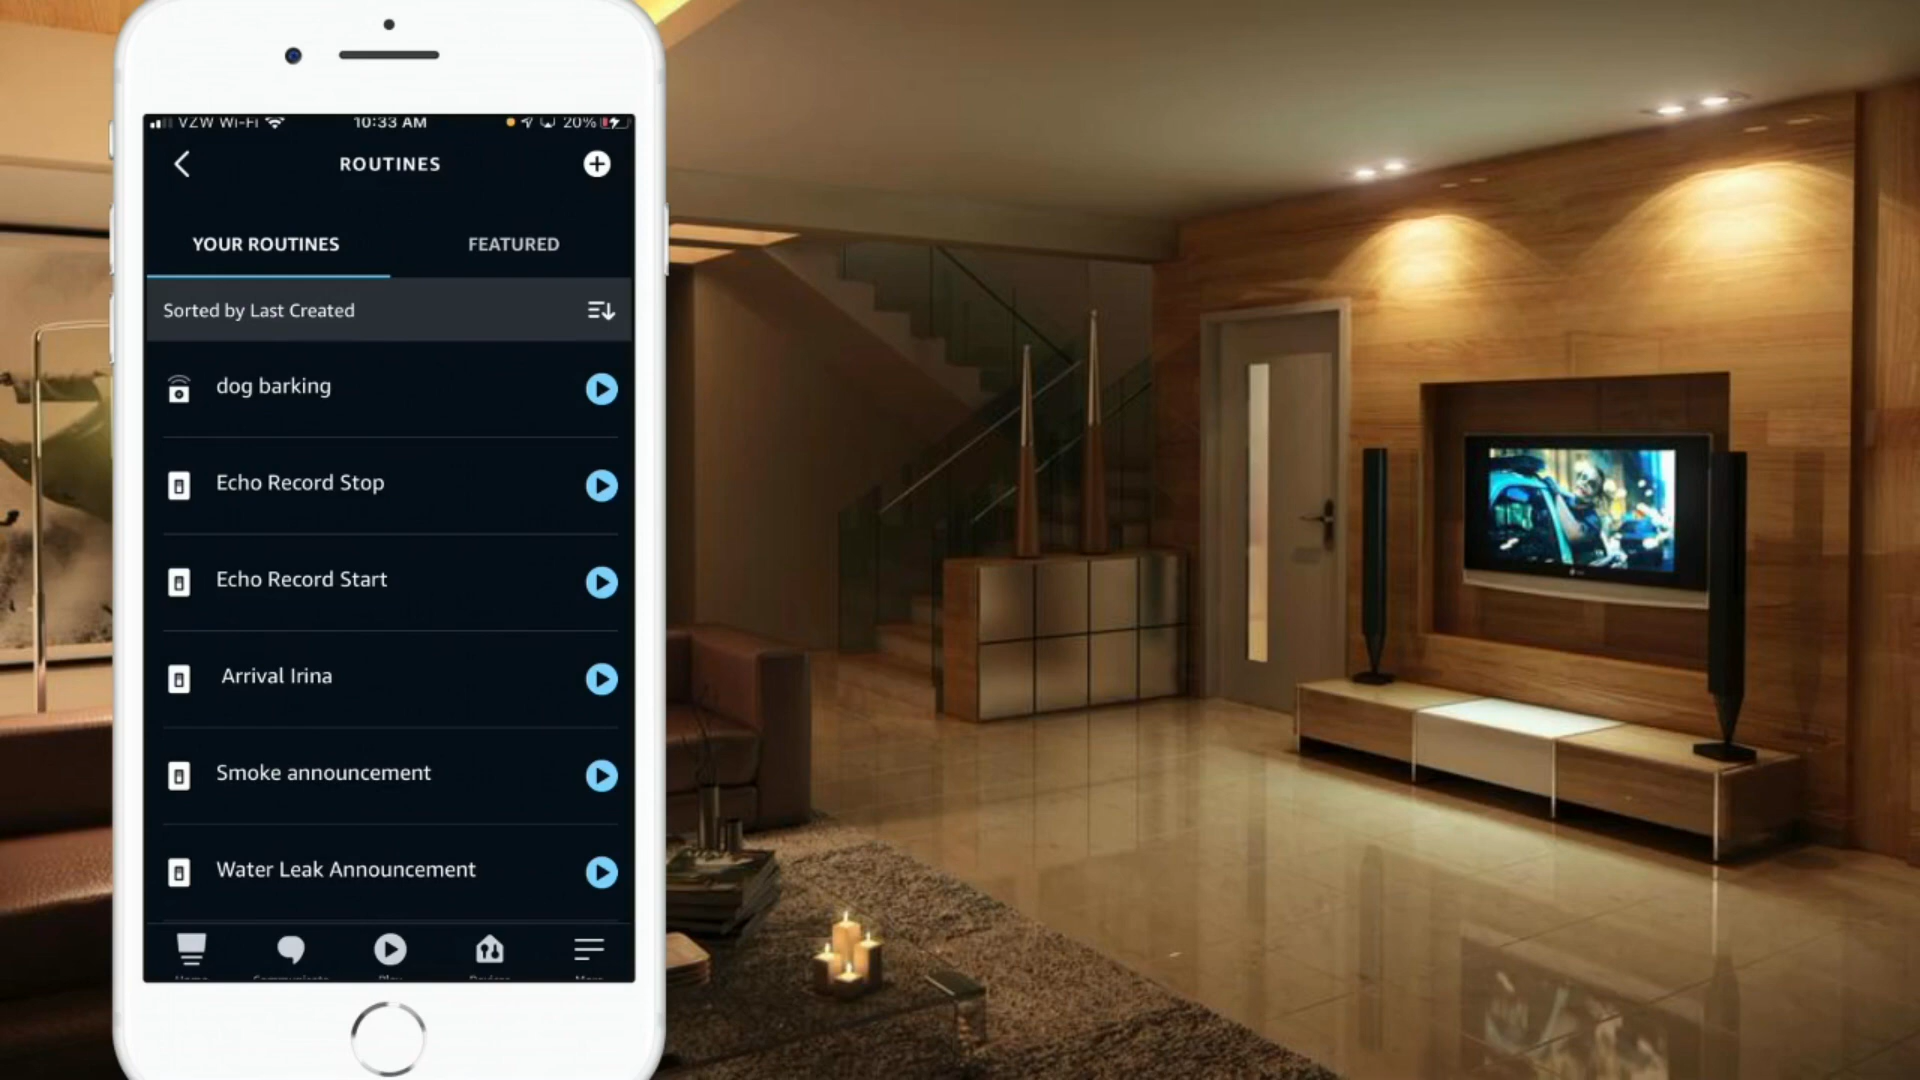 VZW Wi-Fi 10:33 AM 20%
ROUTINES
YOUR ROUTINES FEATURED
Sorted by Last Created
dog barking
Echo Record Stop
Echo Record Start
Arrival Irina
Smoke announcement
Water Leak Announcement